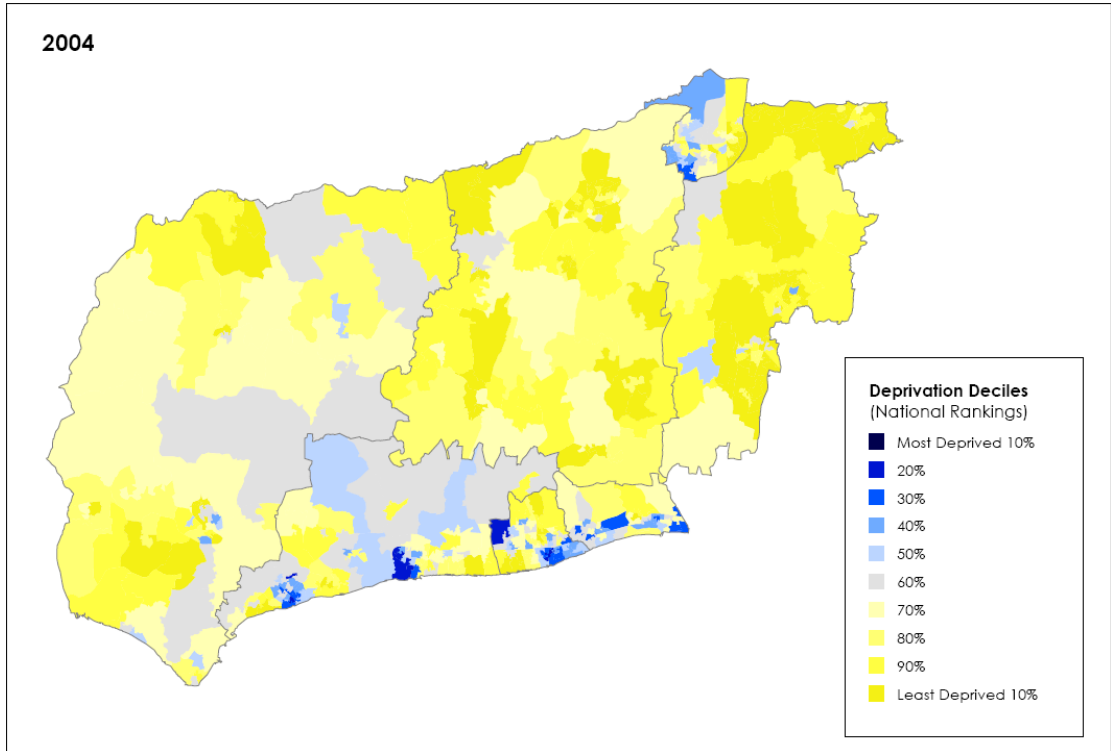 2004
Deprivation Deciles
(National Rankings)
Most Deprived 10%
20%
30%
40%
50%
60%
70%
80%
90%
Least Deprived 10%